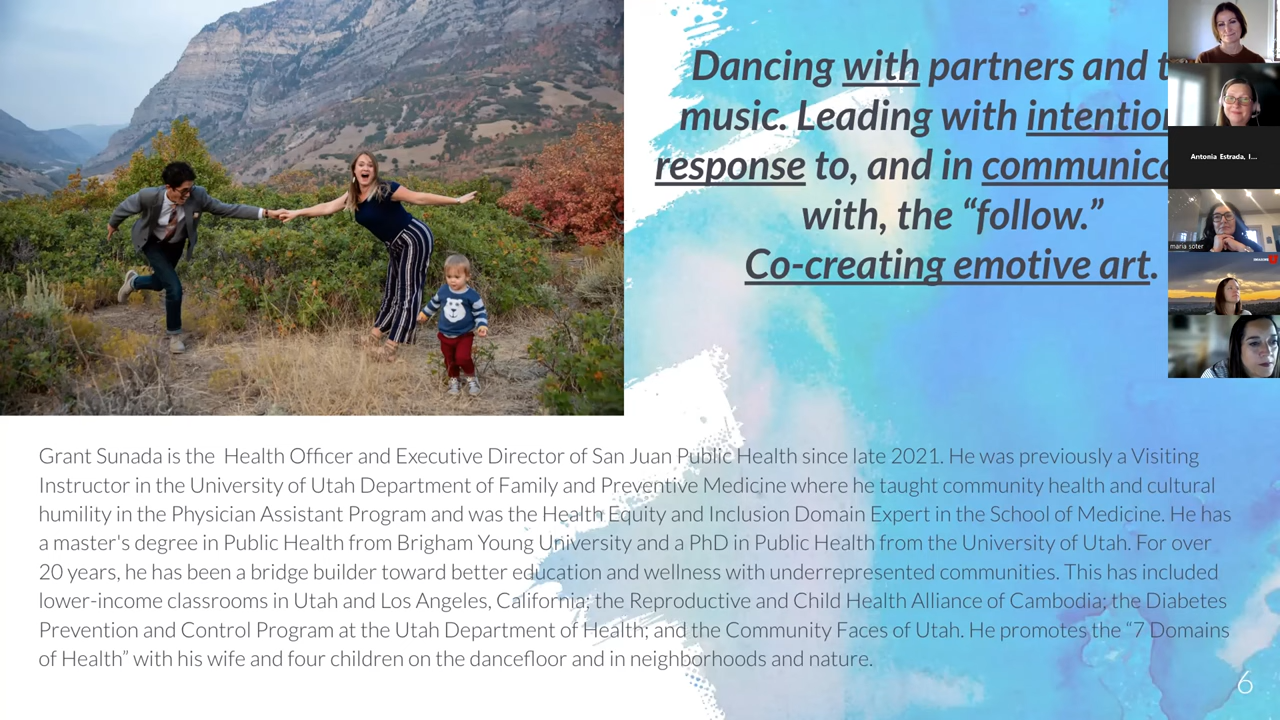 Dancing with partners and
music. Leading with
response to, and in
with, the “follow.”
Co-creating emotive art.
Antonia Estrada, I...
maria soter
Grant Sunada is the Health Officer and Executive Director of San Juan Public Health since late 2021. He was previously a Visiting
Instructor in the University of Utah Department of Family and Preventive Medicine where he taught community health and cultural
humility in the Physician Assistant Program and was the Health Equity and Inclusion Domain Expert in the School of Medicine. He has
a master's degree in Public Health from Brigham Young University and a PhD in Public Health from the University of Utah. For over
20 years, he has been a bridge builder toward better education and wellness with underrepresented communities. This has included
lower-income classrooms in Utah and Los Angeles, California; the Reproductive and Child Health Alliance of Cambodia; the Diabetes
Prevention and Control Program at the Utah Department of Health; and the Community Faces of Utah. He promotes the “7 Domains
of Health” with his wife and four children on the dancefloor and in neighborhoods and nature.
6